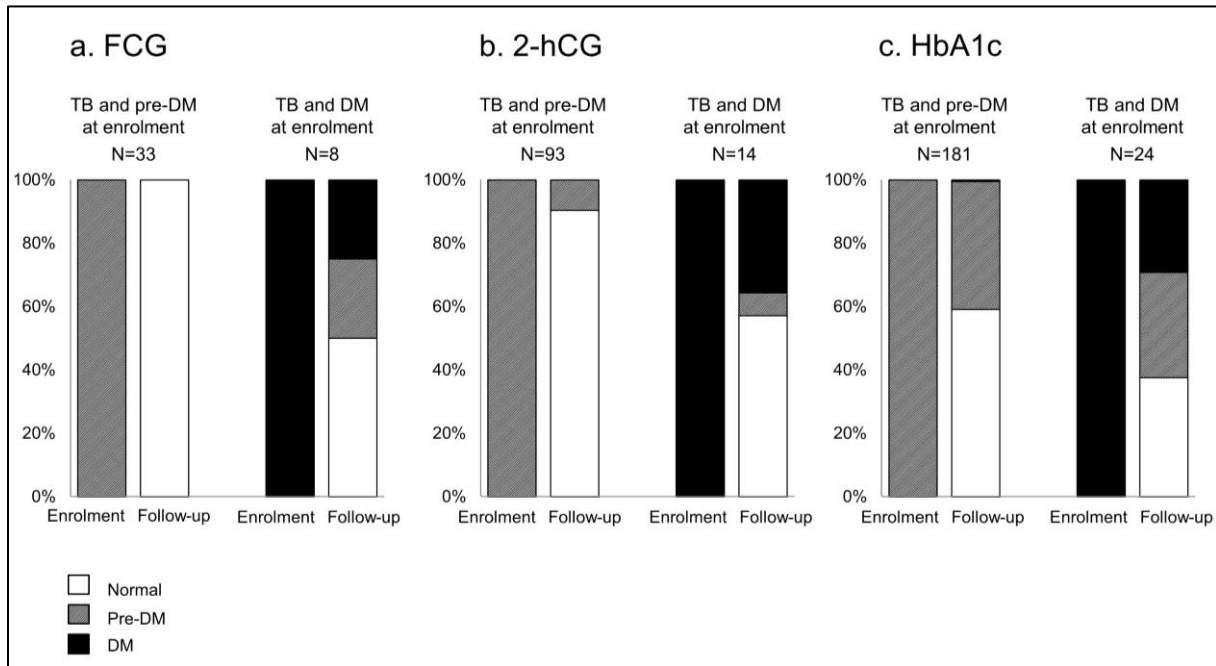 a. FCG
TB and pre-DM
at enrolment
N=33
TB and DM
at enrolment
N=8
100%
80%
60%
40%
20%
0%
Enrolment Follow-up
Enrolment Follow-up
b. 2-hCG
TB and pre-DM
at enrolment
N=93
TB and DM
at enrolment
N=14
100%
80%
60%
40%
20%
0%
Enrolment Follow-up
Enrolment Follow-up
c. HbA1c
TB and pre-DM
at enrolment
N=181
TB and DM
at enrolment
N=24
100%
80%
60%
40%
20%
0%
Enrolment Follow-up
Enrolment Follow-up
Normal
Pre-DM
DM